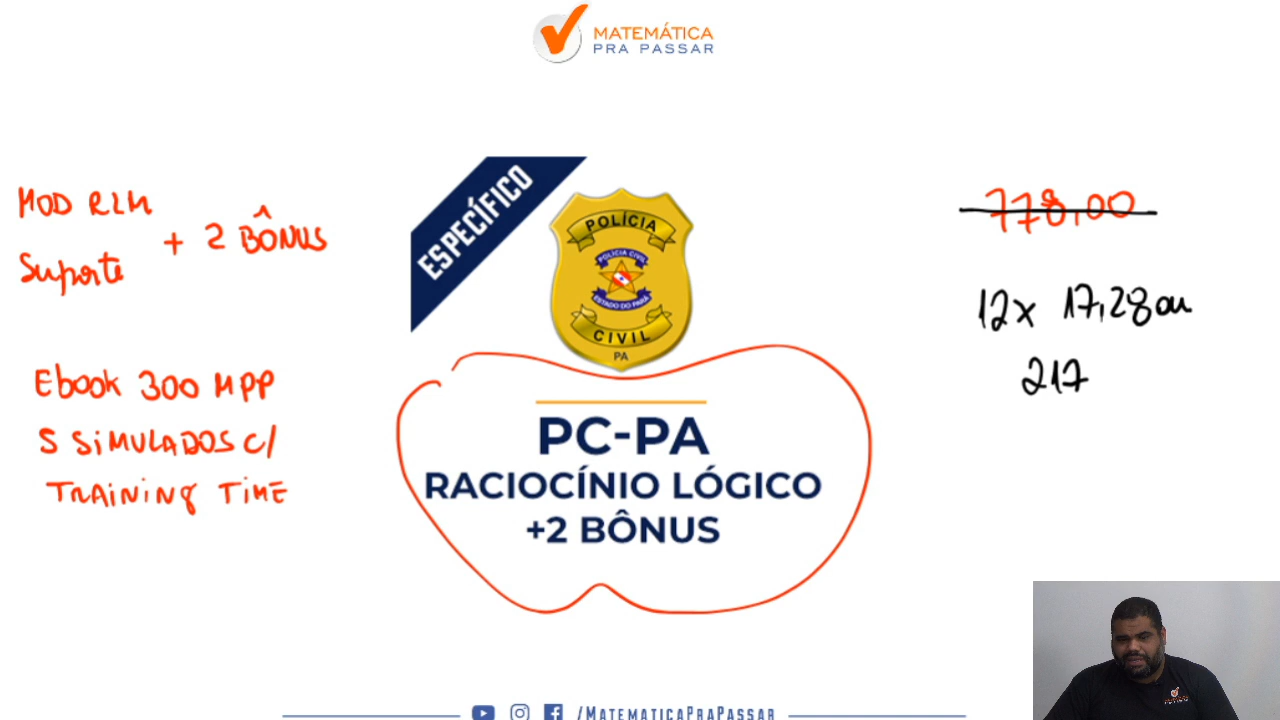 MATEMÁTICA
PRA PASSAR
MOD RLM
Suporte
+ 2 BÔNUS
Ebook 300 MPP
5 SIMULADOS C/
TRAINING TIME
ESPECÍFICO
POLÍCIA
POLÍCIA CIVIL
ESTADO DO PARÁ
CIVIL
PA
PC-PA
RACIOCÍNIO LÓGICO
+2 BÔNUS
778,00
12x 17,28 ou
217
/MATEMATICAPRAPASSAR